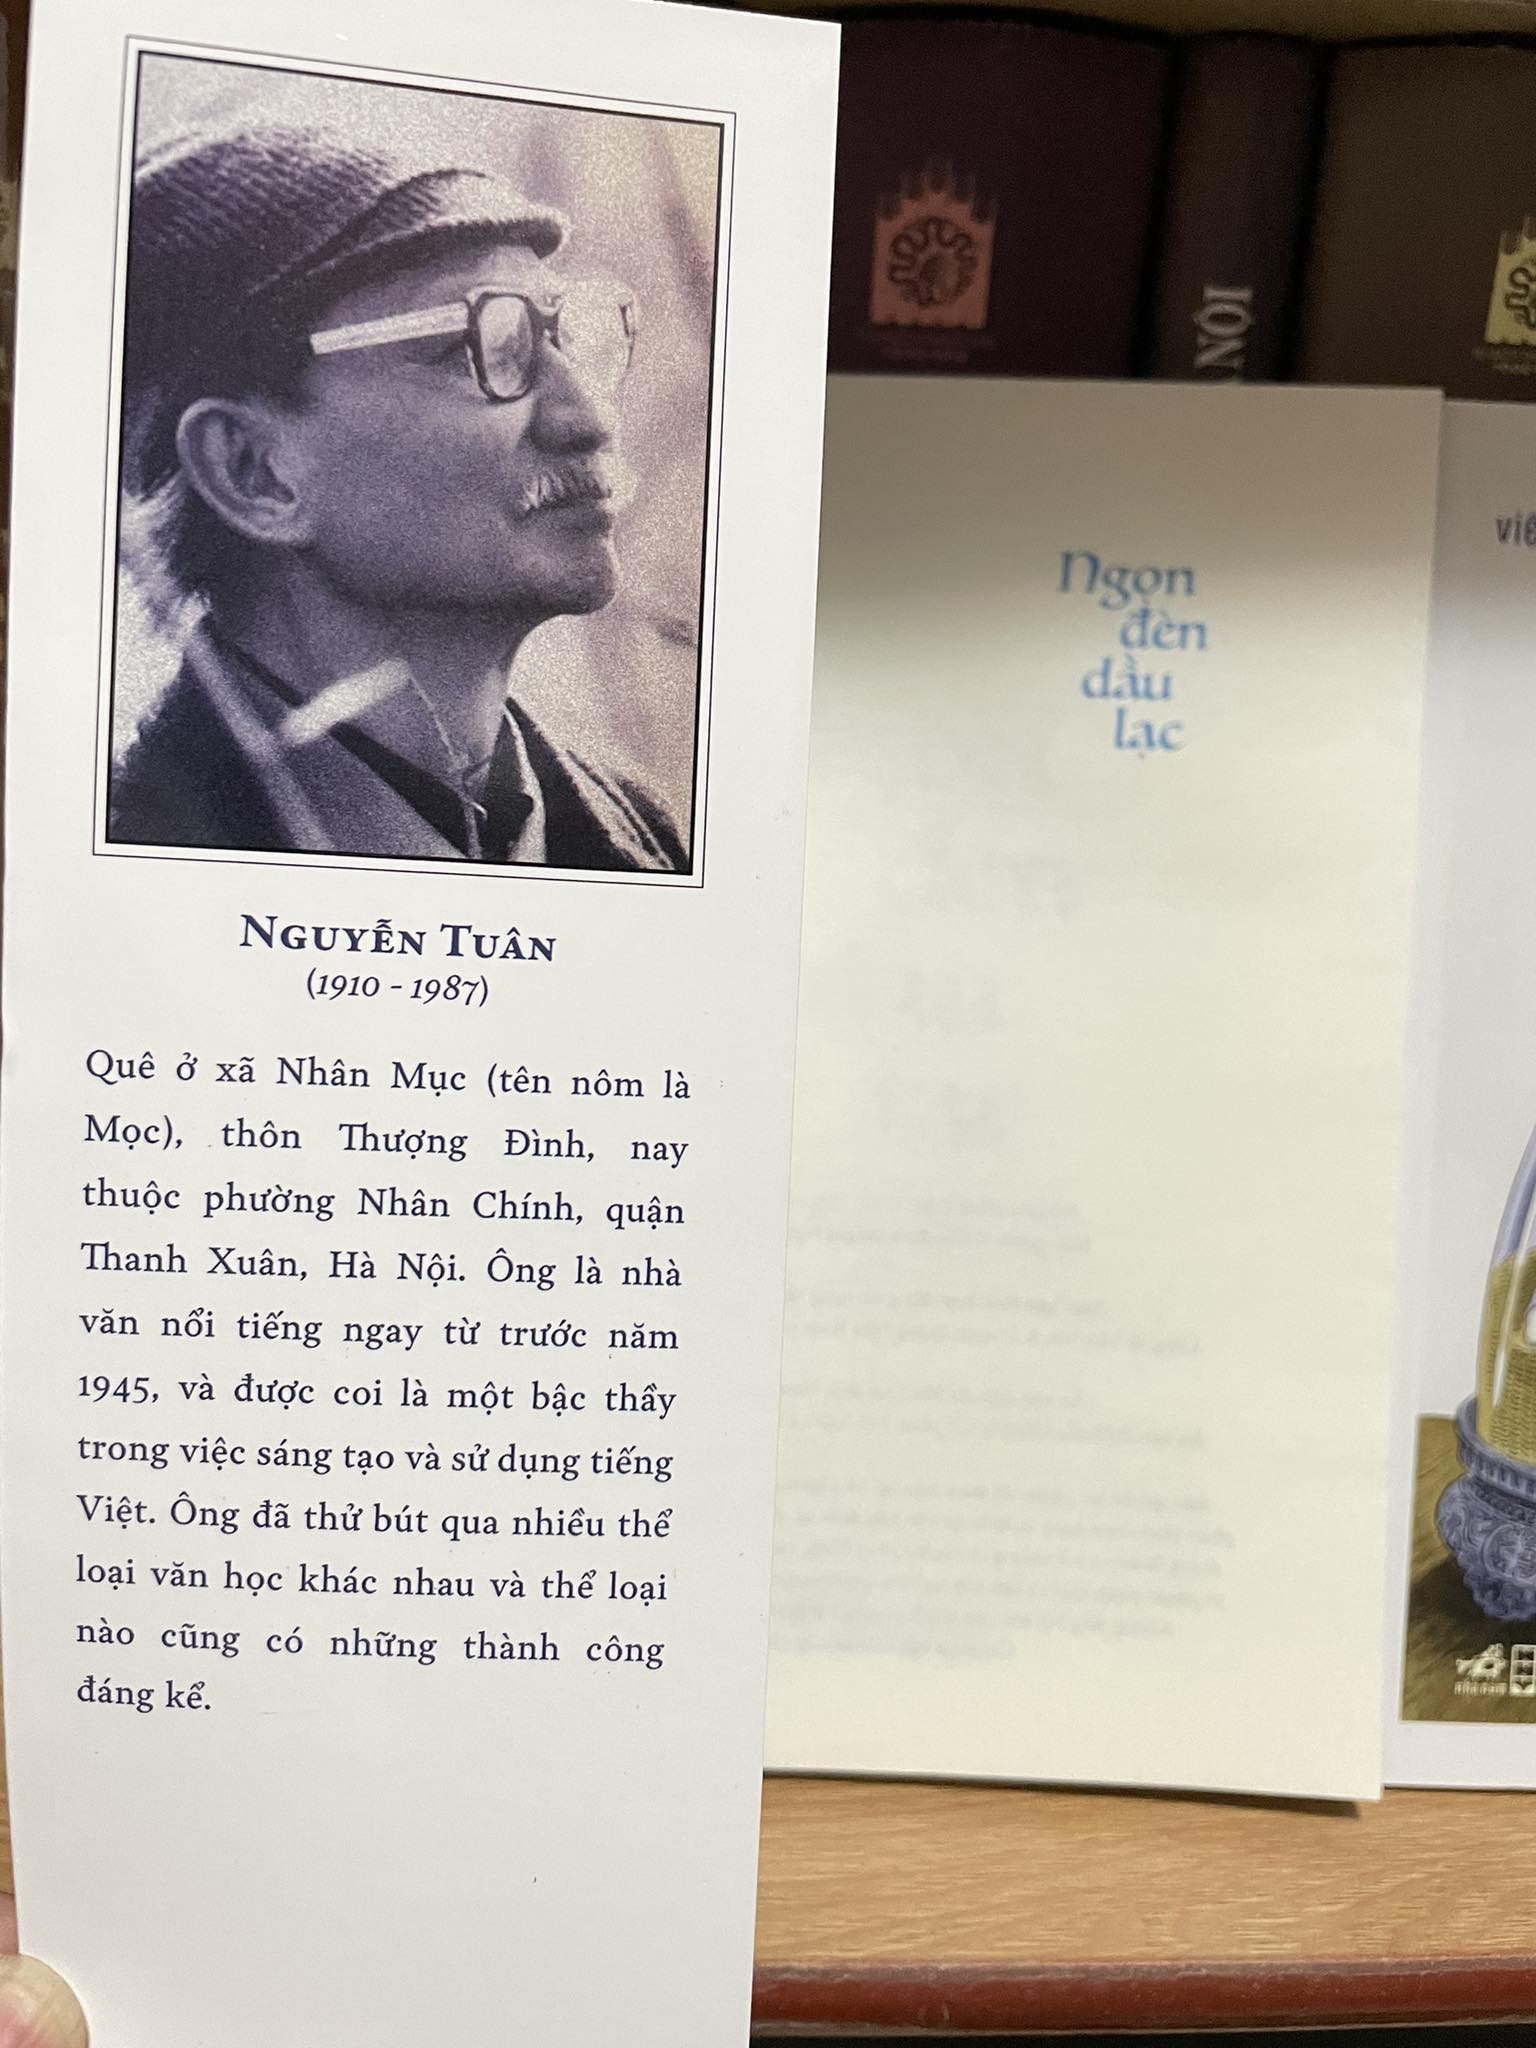 NGUYỄN TUÂN
(1910 - 1987)
Quê ở xã Nhân Mục (tên nôm là
Mọc), thôn Thượng Đình, nay
thuộc phường Nhân Chính, quận
Thanh Xuân, Hà Nội. Ông là nhà
văn nổi tiếng ngay từ trước năm
1945, và được coi là một bậc thầy
trong việc sáng tạo và sử dụng tiếng
Việt. Ông đã thử bút qua nhiều thể
loại văn học khác nhau và thể loại
nào cũng có những thành công
đáng kể.
Ngọn
đèn
dầu
lạc
NỘI